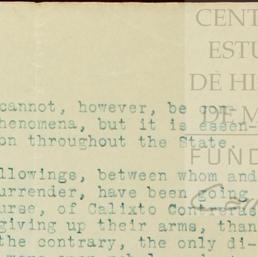 CENT
ESTU
DE HI
DE M
FUND
cannot, however, be con-
henomena, but it is essen-
on throughout the State.
llowings, between whom and
urrender, have been going
urse, of Calixto Contreras
giving up their arms, than
the contrary, the only di-